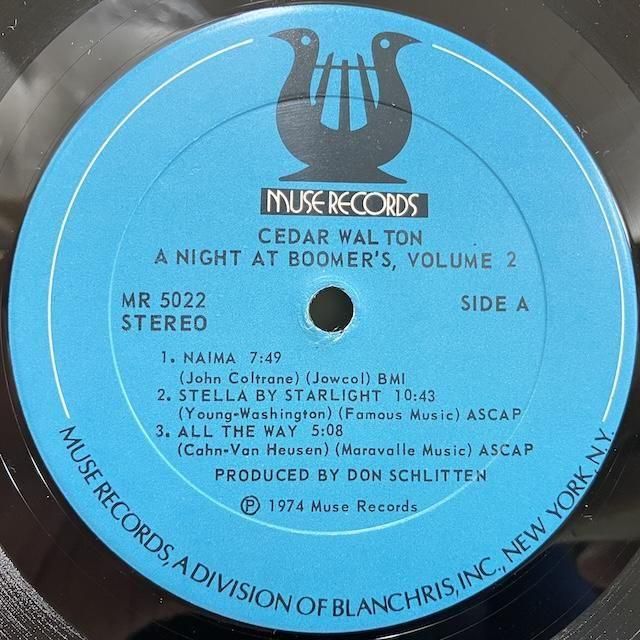 MUSE RECORDS
CEDAR WALTON
A NIGHT AT BOOMER'S, VOLUME 2
MR 5022
STEREO
SIDE A
1. NAIMA 7:49
(John Coltrane) (Jowcol) BMI
2. STELLA BY STARLIGHT 10:43
(Young-Washington) (Famous Music) ASCAP
3. ALL THE WAY 5:08
(Cahn-Van Heusen) (Maravalle Music) ASCAP
PRODUCED BY DON SCHLITTEN
Ⓟ 1974 Muse Records
MUSE RECORDS, A DIVISION OF BLANCHRIS, INC., NEW YORK. N.Y.